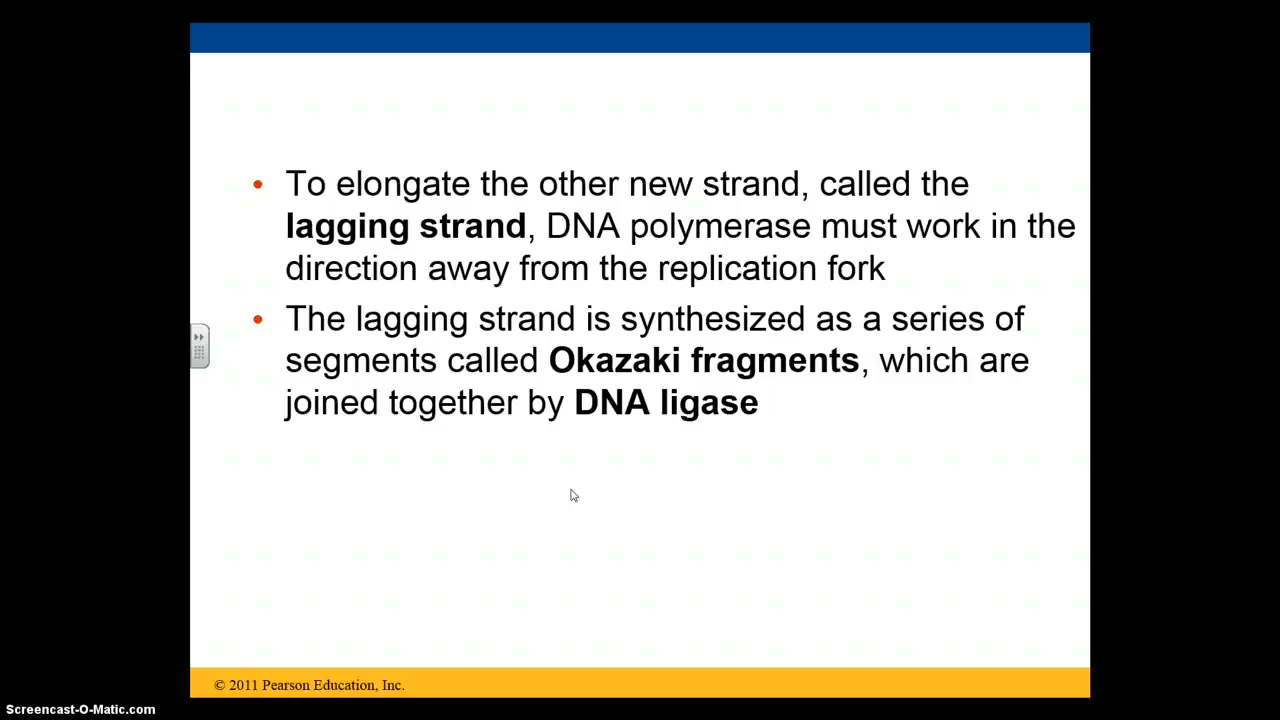 • To elongate the other new strand, called the
lagging strand, DNA polymerase must work in the
direction away from the replication fork
• The lagging strand is synthesized as a series of
segments called Okazaki fragments, which are
joined together by DNA ligase
© 2011 Pearson Education, Inc.
Screencast-O-Matic.com